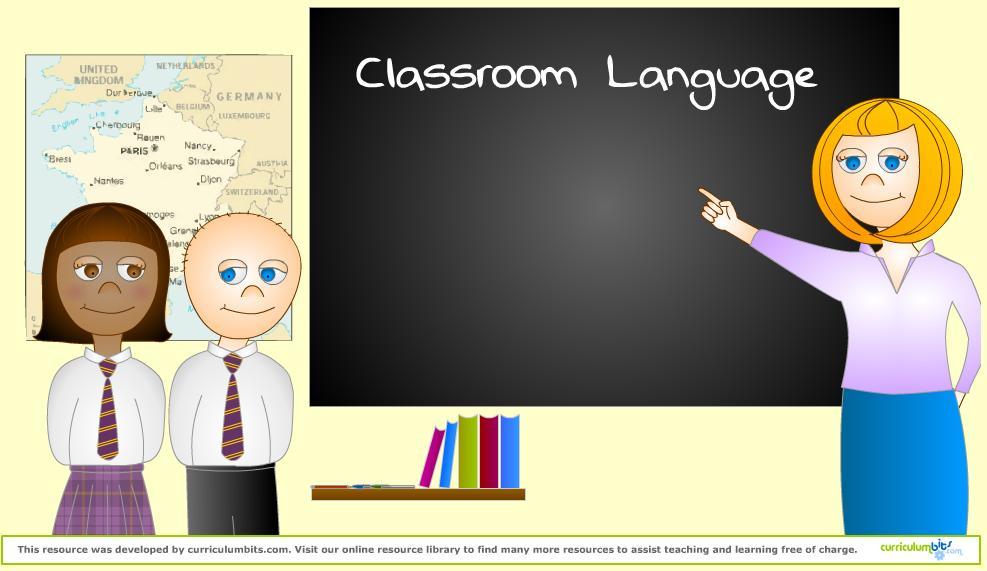 Classroom Language
UNITED
KINGDOM
NETHERLANDS
Lille
BELGIUM
GERMANY
LUXEMBOURG
English
Cherbourg
Rouen
PARIS
Nancy
Strasbourg
Brest
Orléans
AUSTRIA
Nantes
Dijon
SWITZERLAND
This resource was developed by curriculumbits.com. Visit our online resource library to find many more resources to assist teaching and learning free of charge.
curriculumbits.com